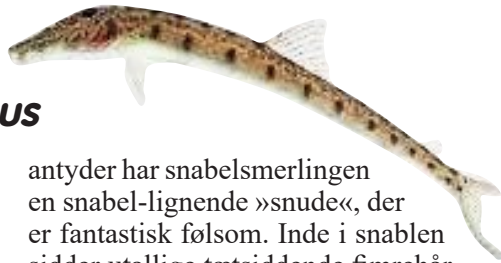 US
antyder har snabelsmerlingen
en snabel-lignende »snude«, der
er fantastisk følsom. Inde i snablen